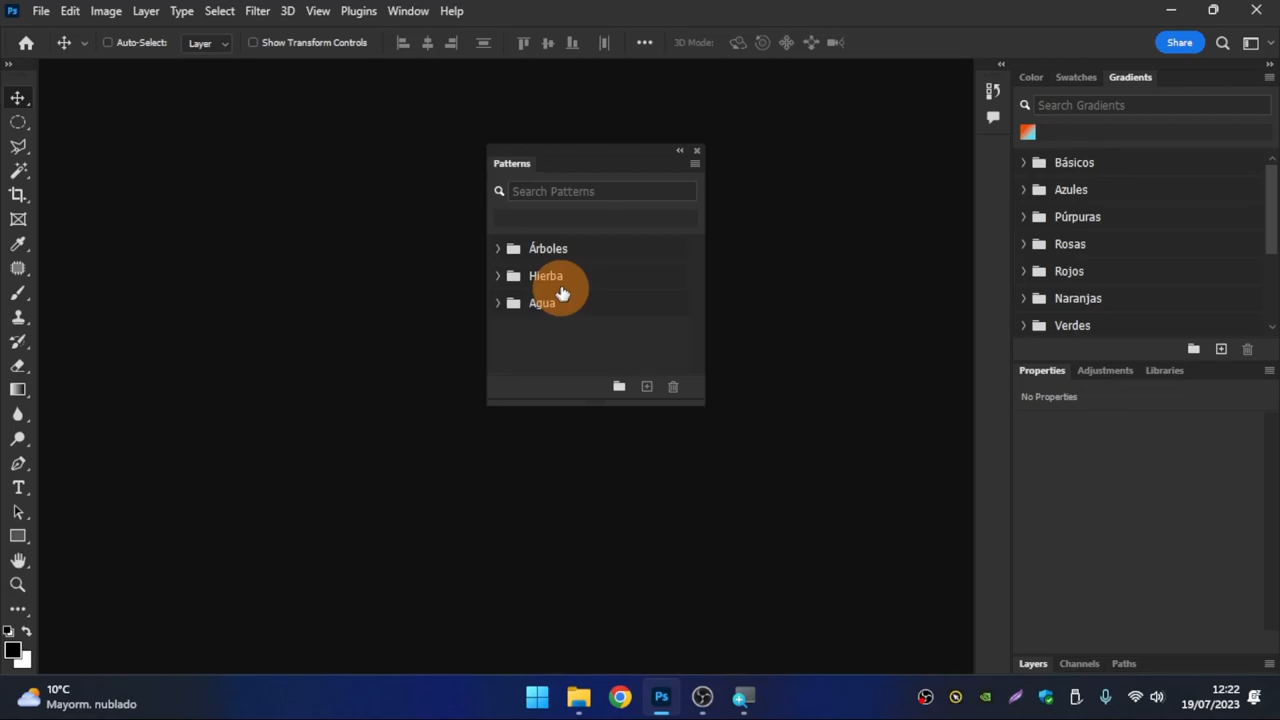 Ps File Edit Image Layer Type Select Filter 3D View Plugins Window Help
Auto-Select: Layer Show Transform Controls 3D Mode: Share
Color Swatches Gradients
Search Gradients
Básicos
Azules
Púrpuras
Rosas
Rojos
Naranjas
Verdes
Patterns
Search Patterns
Árboles
Hierba
Agua
Properties Adjustments Libraries
No Properties
Layers Channels Paths
T
10°C
Mayorm. nublado
Ps
12:22
19/07/2023